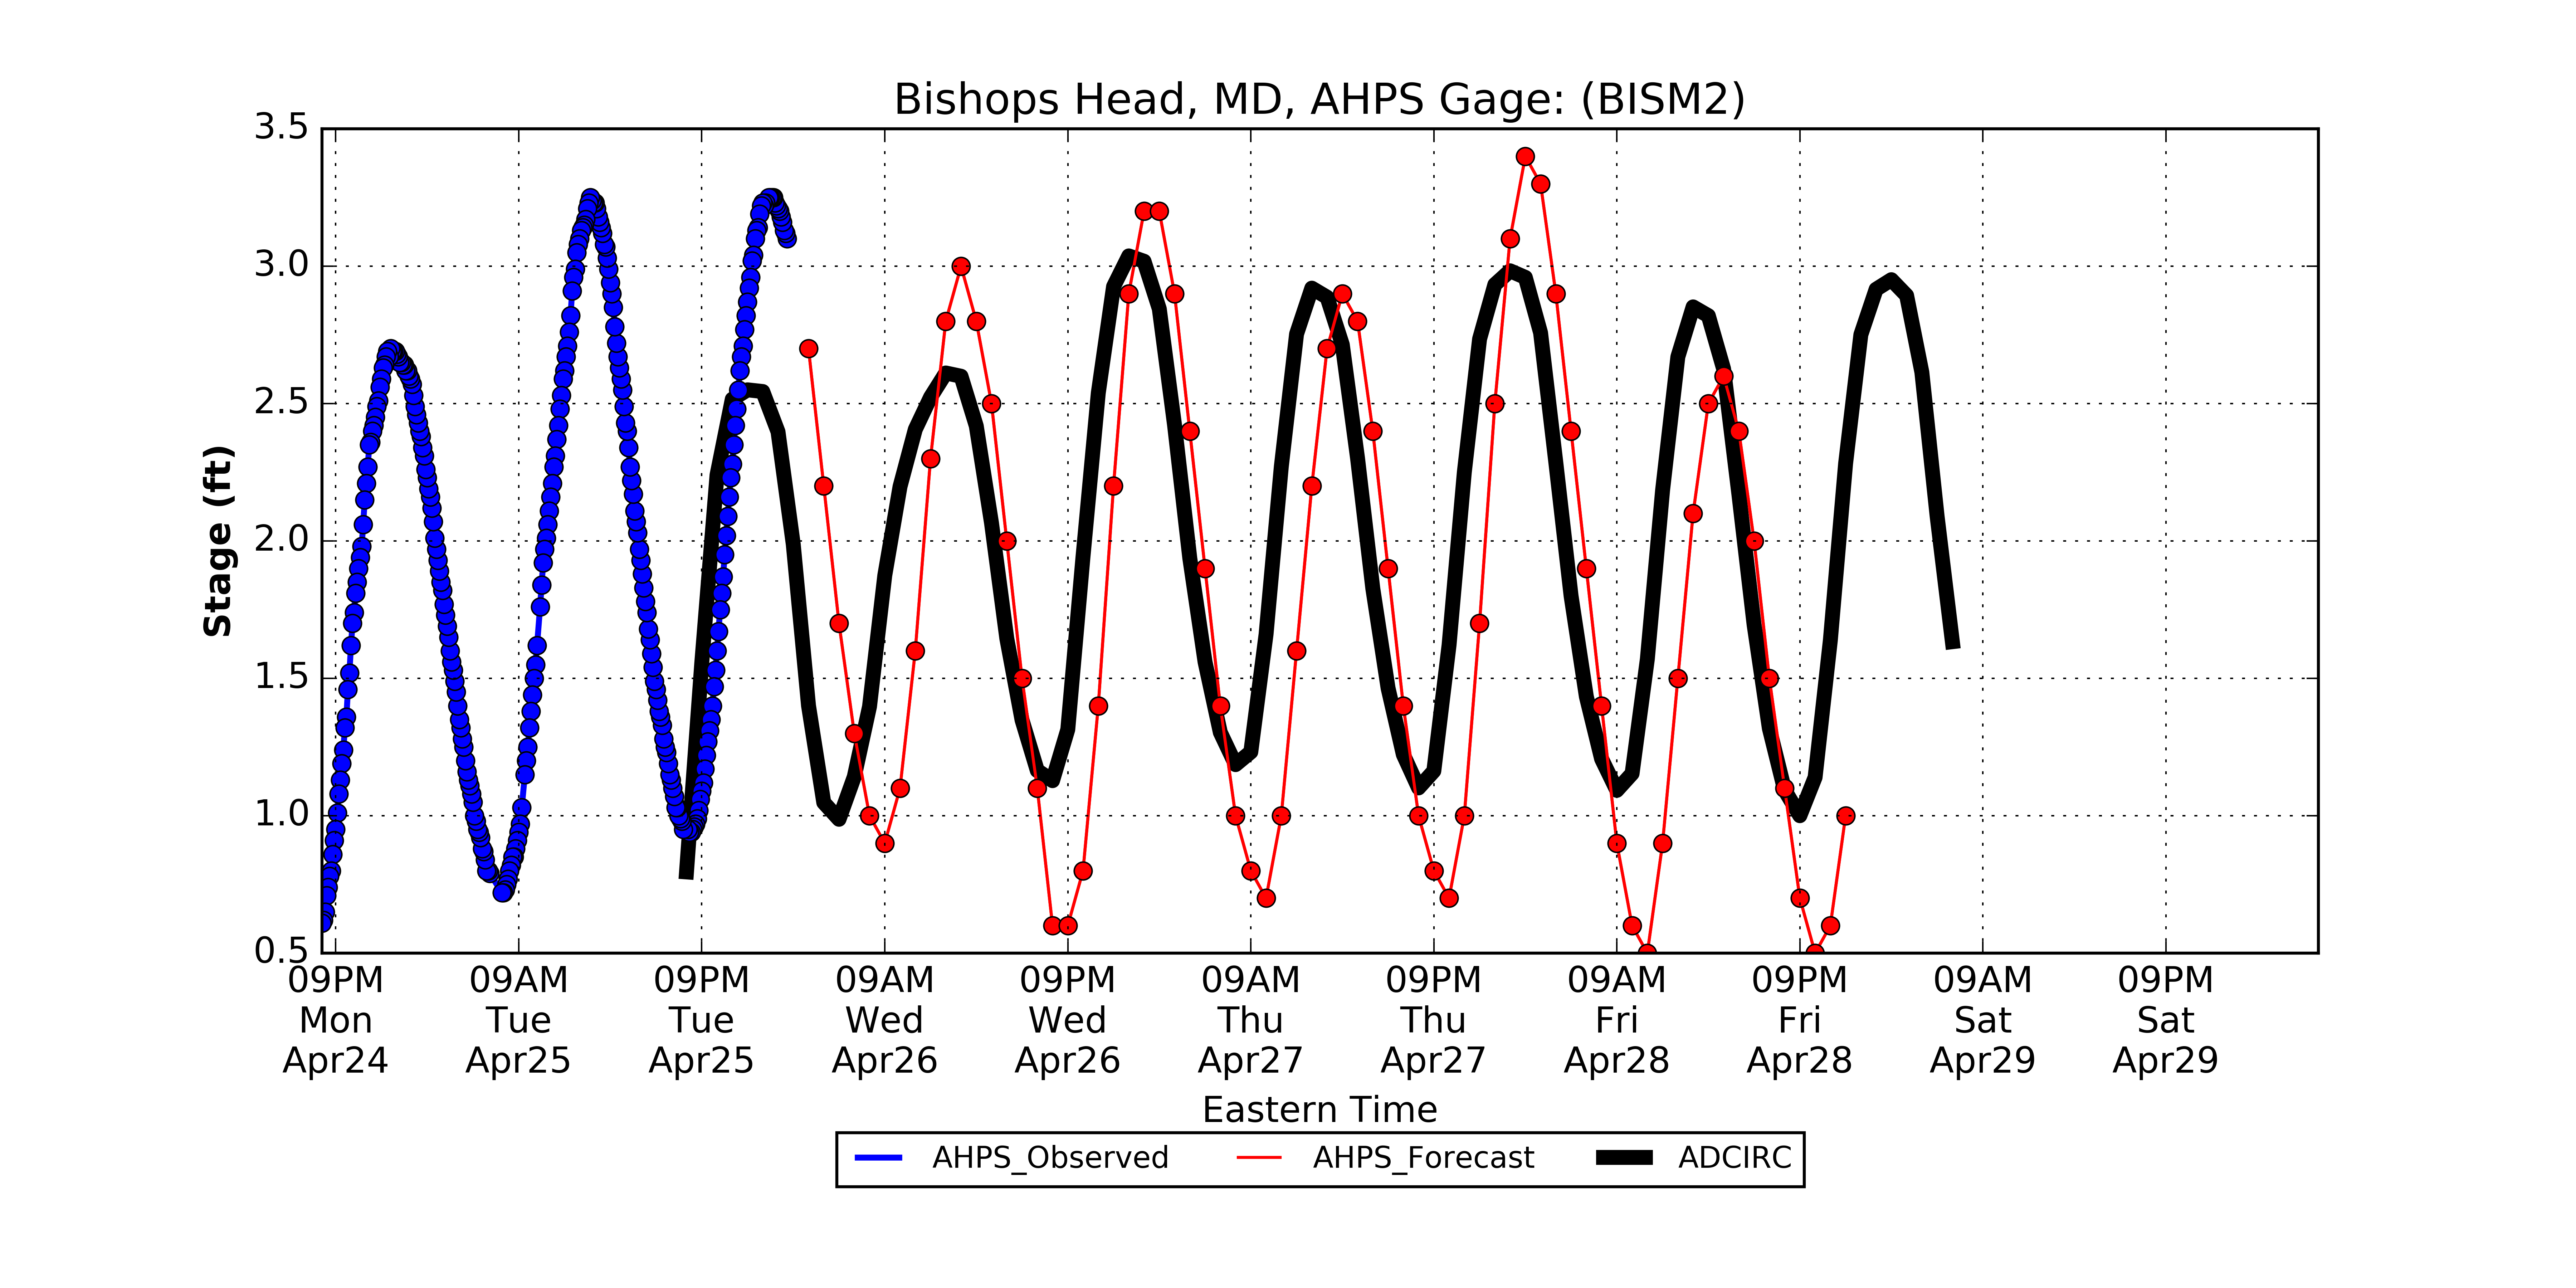 Bishops Head, MD, AHPS Gage: (BISM2)
3.5
3.0
2.5
2.0
1.5
1.0
0.5
Stage (ft)
09PM 09AM 09PM 09AM 09PM 09AM 09PM 09AM 09PM 09AM 09PM
Mon Tue Tue Wed Wed Thu Thu Fri Fri Sat Sat
Apr24 Apr25 Apr25 Apr26 Apr26 Apr27 Apr27 Apr28 Apr28 Apr29 Apr29
Eastern Time
AHPS_Observed AHPS_Forecast ADCIRC